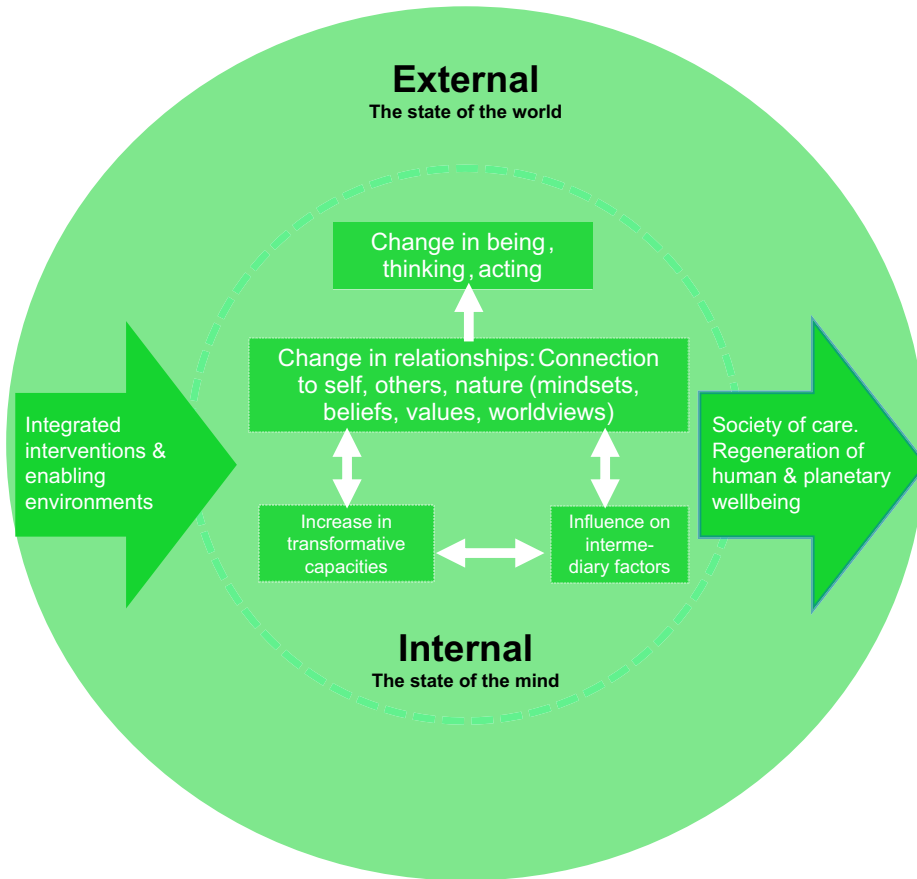 External
The state of the world
Change in being,
thinking, acting
Change in relationships: Connection
to self, others, nature (mindsets,
beliefs, values, worldviews)
Integrated
interventions &
enabling
environments
Society of care.
Regeneration of
human & planetary
wellbeing
Increase in
transformative
capacities
Influence on
interme-
diary factors
Internal
The state of the mind